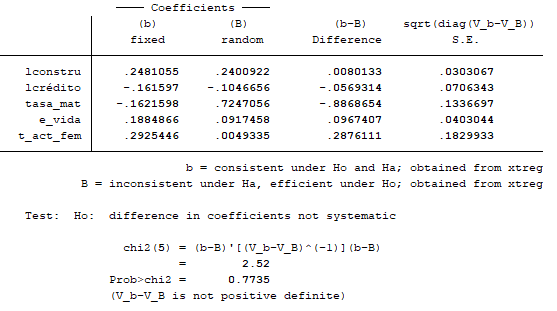 Coefficients
(b) (B) (b-B) sqrt(diag(V_b-V_B))
fixed random Difference S.E.
lconstru .2481055 .2400922 .0080133 .0303067
lcrédito -.161597 -.1046656 -.0569314 .0706343
tasa_mat -.1621598 .7247056 -.8868654 .1336697
e_vida .1884866 .0917458 .0967407 .0403044
t_act_fem .2925446 .0049335 .2876111 .1829933
b = consistent under Ho and Ha; obtained from xtreg
B = inconsistent under Ha, efficient under Ho; obtained from xtreg
Test: Ho: difference in coefficients not systematic
chi2(5) = (b-B)'[(V_b-V_B)^(-1)](b-B)
= 2.52
Prob>chi2 = 0.7735
(V_b-V_B is not positive definite)